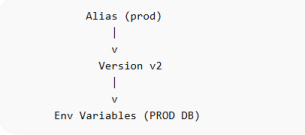 Alias (prod)
|
v
Version v2
|
v
Env Variables (PROD DB)